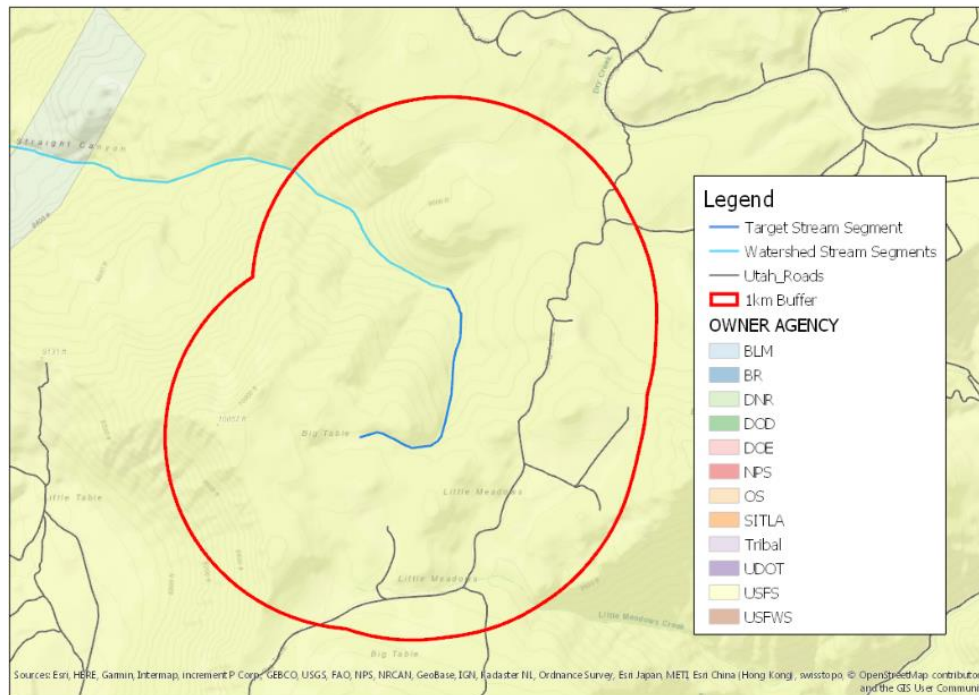 Dry Creek
Straight Canyon
Legend
Target Stream Segment
Watershed Stream Segments
Utah_Roads
1km Buffer
OWNER AGENCY
BLM
BR
DNR
DOD
DOE
NPS
OS
SITLA
Tribal
UDOT
USFS
USFWS
Big Table
Little Table
Little Meadows
Little Meadows
Little Meadows Creek
Big Table
Sources: Esri, HERE, Garmin, Intermap, increment P Corp., GEBCO, USGS, FAO, NPS, NRCAN, GeoBase, IGN, Kadaster NL, Ordnance Survey, Esri Japan, METI, Esri China (Hong Kong), swisstopo, © OpenStreetMap
and the GIS User